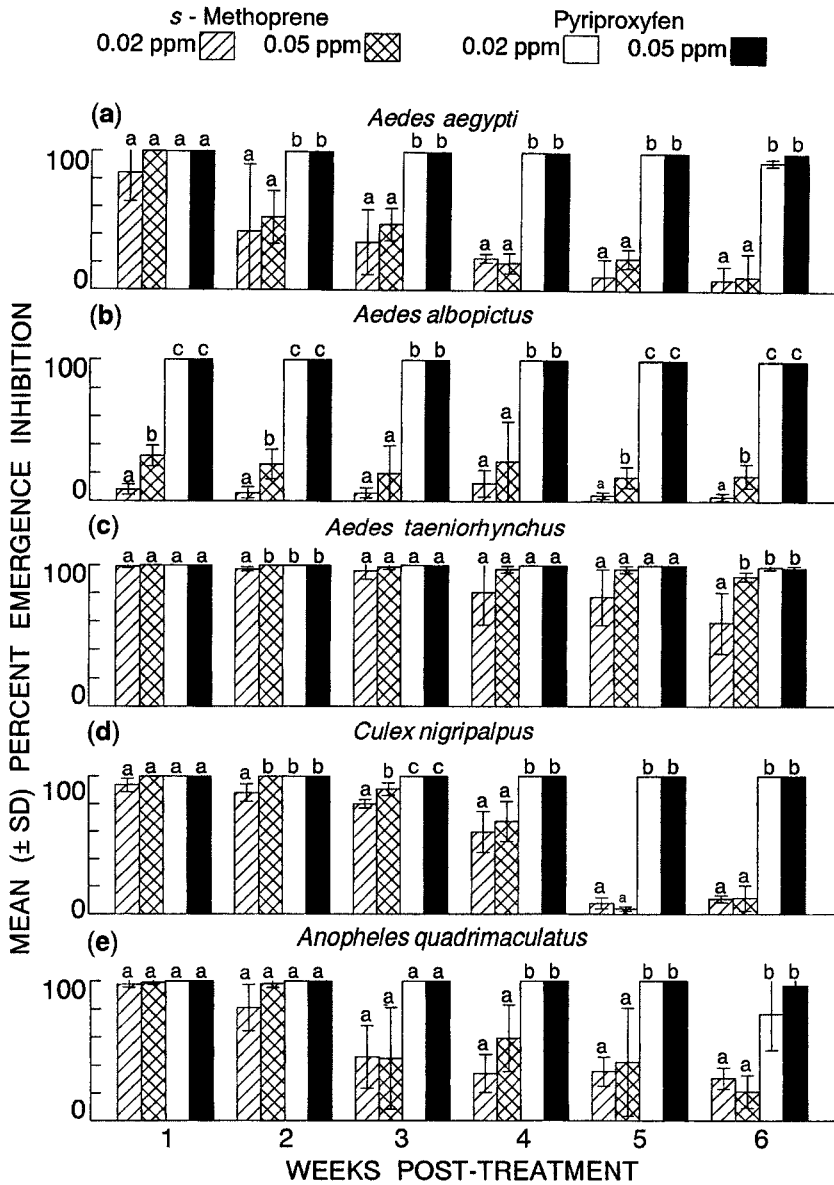 s - Methoprene Pyriproxyfen
0.02 ppm 0.05 ppm 0.02 ppm 0.05 ppm
(a) Aedes aegypti
a a a a a a b b a a b b a a b b a a b b a a b b
100
0
(b) Aedes albopictus
a b c c a b c c a a b b a a b b a b c c a b c c
100
0
(c) Aedes taeniorhynchus
a a a a a b b b a a a a a a a a a a a a a b b b
100
0
(d) Culex nigripalpus
a a a a a b b b a b c c a a b b a a b b a a b b
100
0
(e) Anopheles quadrimaculatus
a a a a a a a a a a a a a a b b a a b b a a b b
100
0
1 2 3 4 5 6
WEEKS POST-TREATMENT
MEAN (± SD) PERCENT EMERGENCE INHIBITION